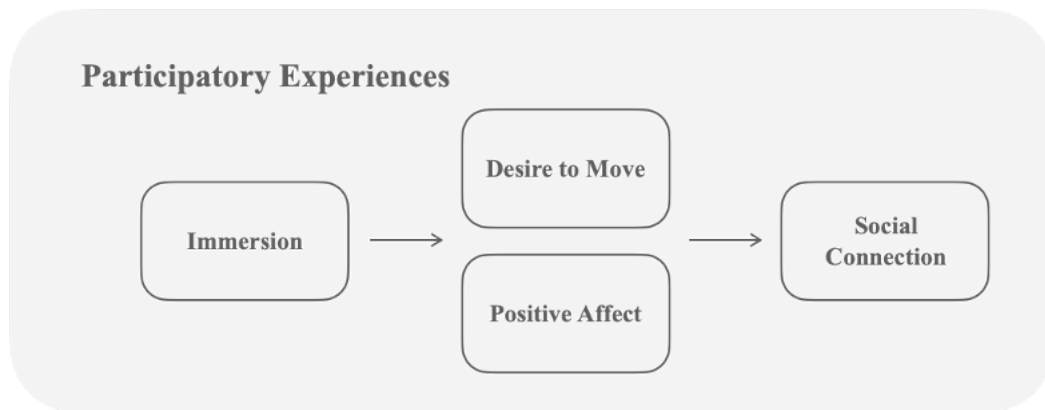 Participatory Experiences
Immersion
Desire to Move
Positive Affect
Social
Connection